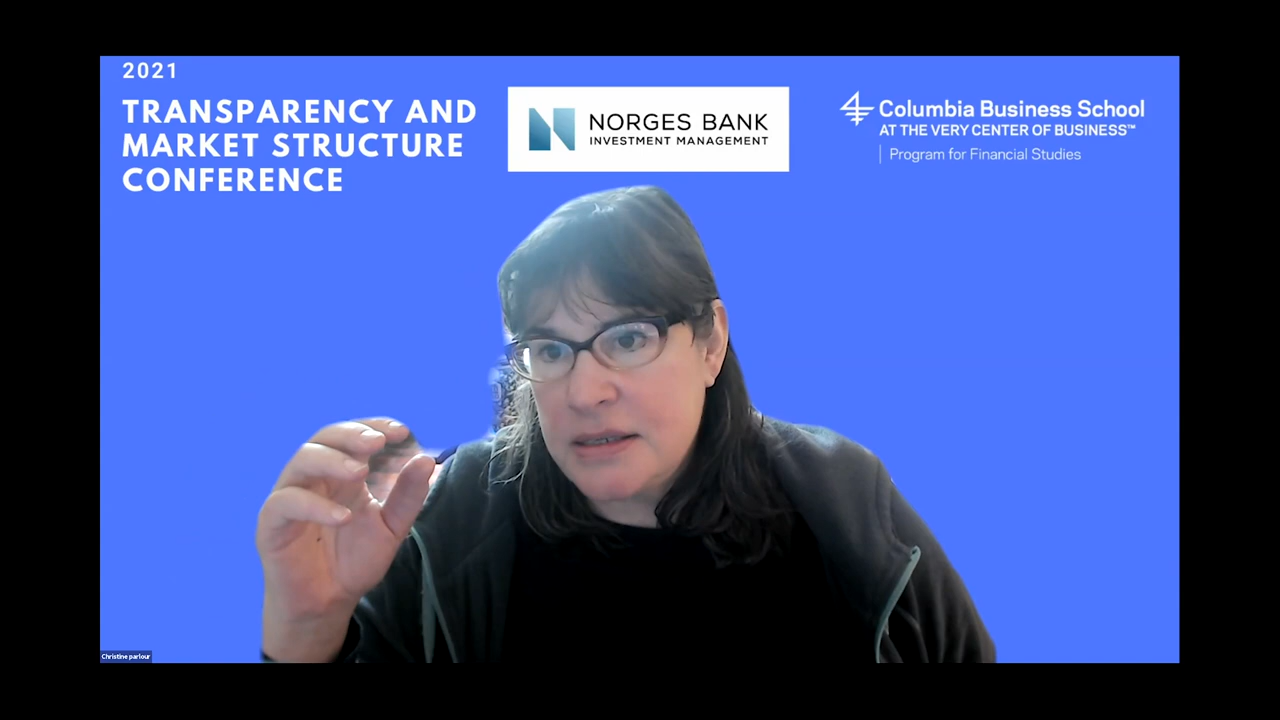 2021
TRANSPARENCY AND
MARKET STRUCTURE
CONFERENCE
NORGES BANK
INVESTMENT MANAGEMENT
Columbia Business School
AT THE VERY CENTER OF BUSINESS™
Program for Financial Studies
Christine parlour